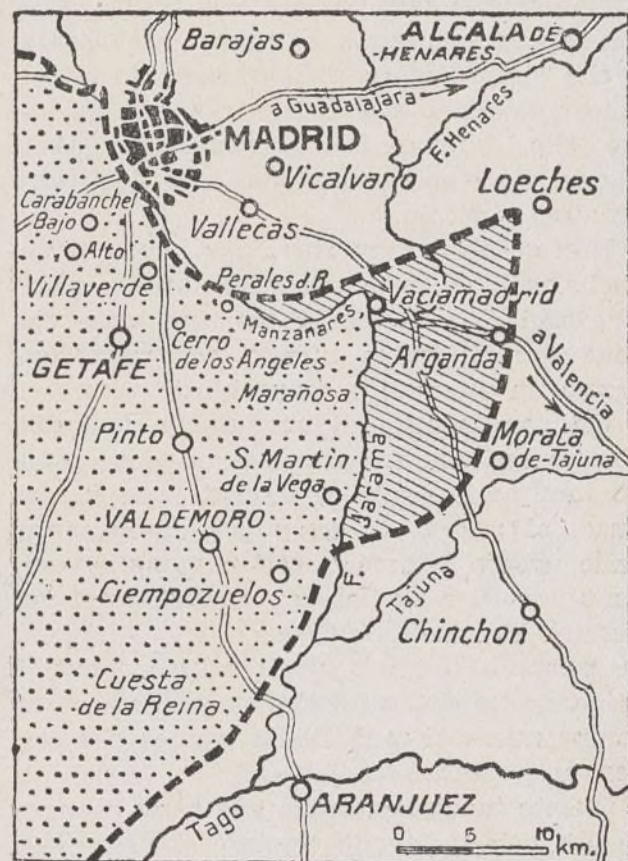 Barajas
ALCALA DE
-HENARES
a Guadalajara
F. Henares
MADRID
Vicalvaro
Loeches
Carabanchel
Bajo
Alto
Vallecas
Villaverde
Perales d. R.
Vaciamadrid
Manzanares
GETAFE
Cerro
de los Angeles
Arganda
a Valencia
Marañosa
Pinto
Morata
de-Tajuna
S. Martin
de la Vega
F. Jarama
VALDEMORO
Tajuna
Ciempozuelos
Chinchon
Cuesta
de la Reina
Tago
ARANJUEZ
0 5 10
km.